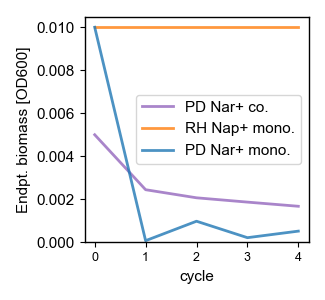 Endpt. biomass [OD600]
0.010
0.008
0.006
0.004
0.002
0.000
PD Nar+ co.
RH Nap+ mono.
PD Nar+ mono.
0 1 2 3 4
cycle